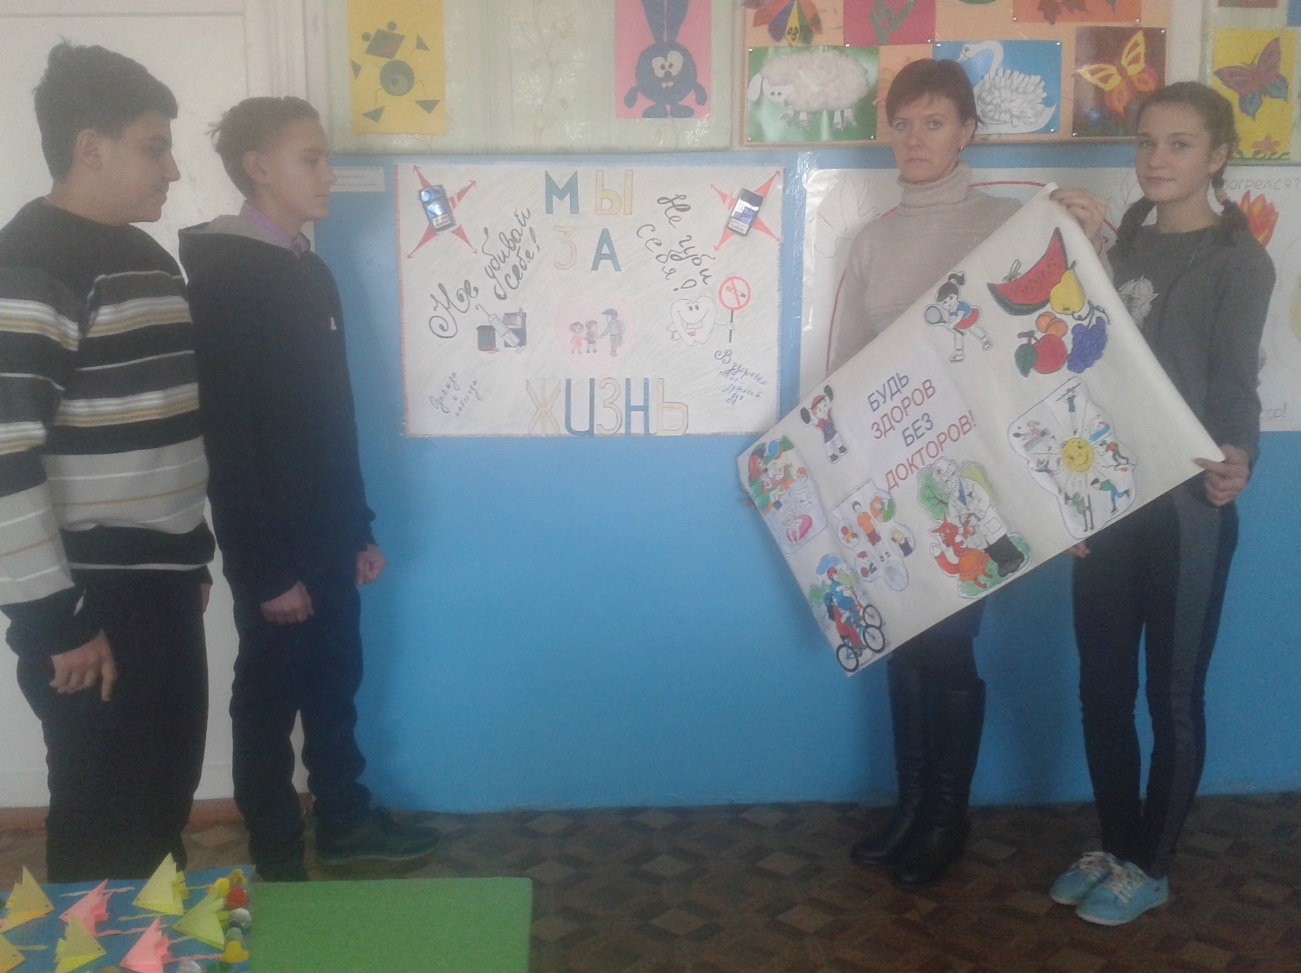 МЫ
ЗА
ЖИЗНЬ
Не убивай
себя!
Не губи
себя!
БУДЬ
ЗДОРОВ
БЕЗ
ДОКТОРОВ!